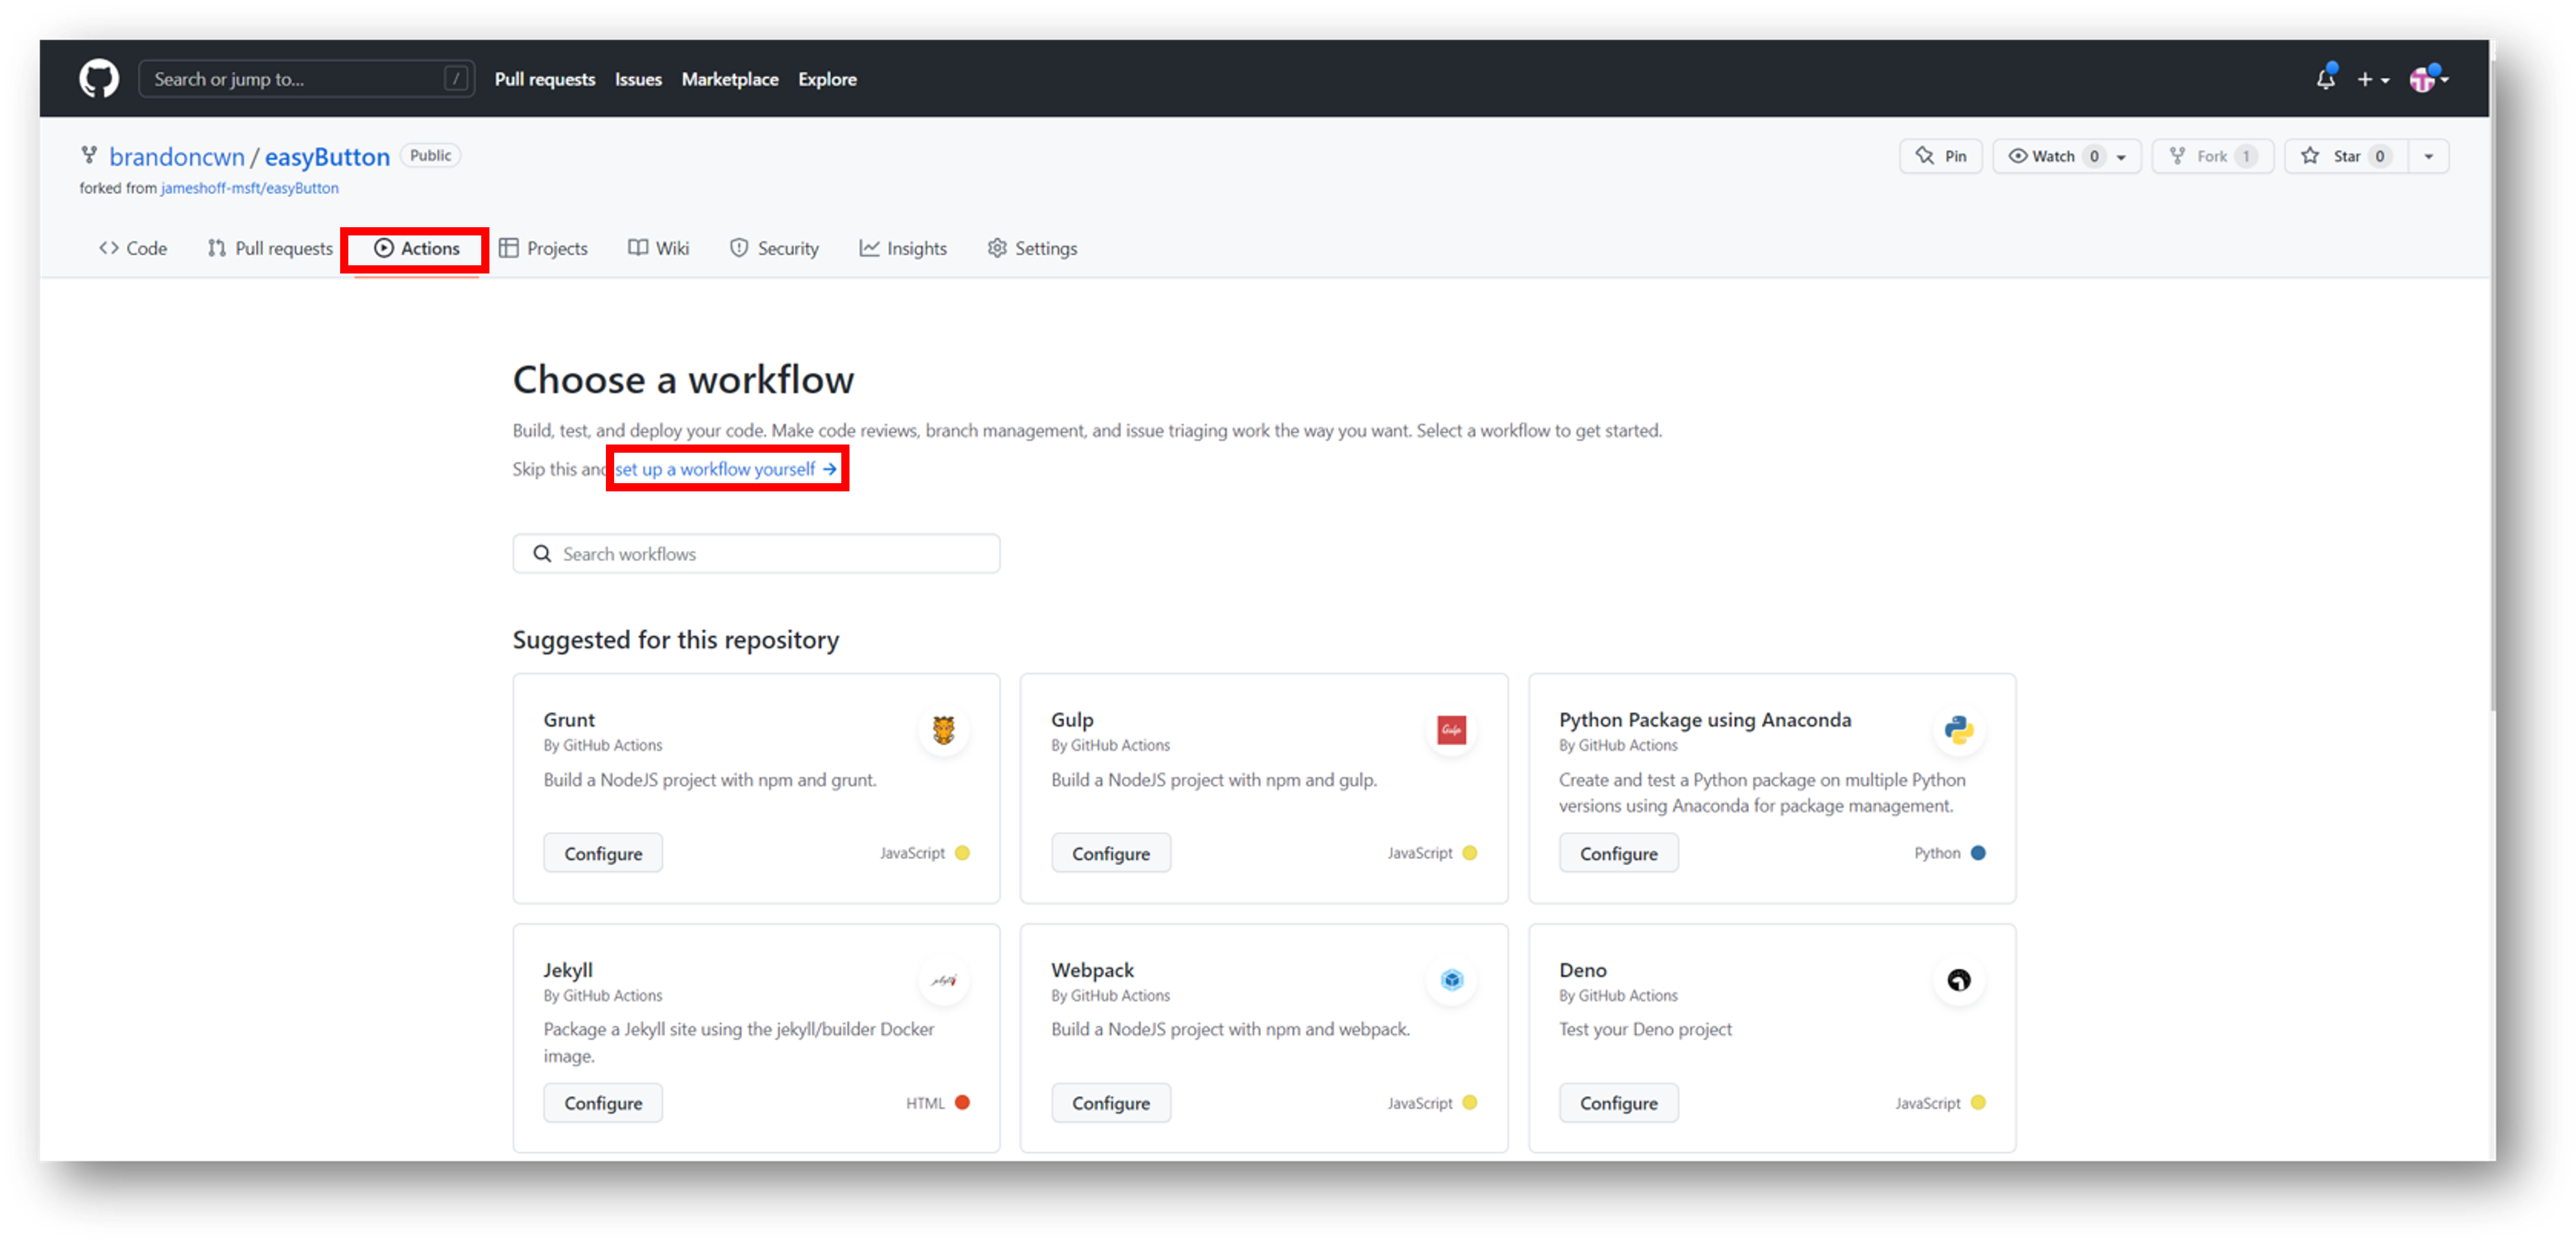 Search or jump to... / Pull requests Issues Marketplace Explore
brandoncwn / easyButton Public Pin Watch 0 Fork 1 Star 0
forked from jameshoff-msft/easyButton
Code Pull requests Actions Projects Wiki Security Insights Settings
Choose a workflow
Build, test, and deploy your code. Make code reviews, branch management, and issue triaging work the way you want. Select a workflow to get started.
Skip this and set up a workflow yourself →
Search workflows
Suggested for this repository
Grunt
By GitHub Actions
Build a NodeJS project with npm and grunt.
Configure JavaScript
Gulp
By GitHub Actions
Gulp
Build a NodeJS project with npm and gulp.
Configure JavaScript
Python Package using Anaconda
By GitHub Actions
Create and test a Python package on multiple Python
versions using Anaconda for package management.
Configure Python
Jekyll
By GitHub Actions
jekyll
Package a Jekyll site using the jekyll/builder Docker
image.
Configure HTML
Webpack
By GitHub Actions
Build a NodeJS project with npm and webpack.
Configure JavaScript
Deno
By GitHub Actions
Test your Deno project
Configure JavaScript